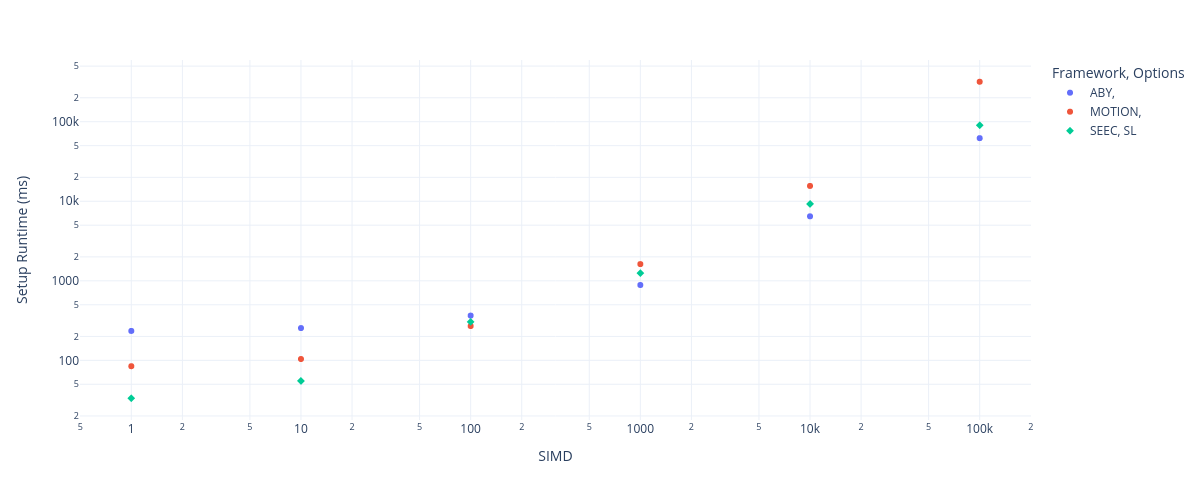 Framework, Options
ABY,
MOTION,
SEEC, SL
Setup Runtime (ms)
5
2
100k
5
2
10k
5
2
1000
5
2
100
5
2
5 1 2 5 10 2 5 100 2 5 1000 2 5 10k 2 5 100k 2
SIMD